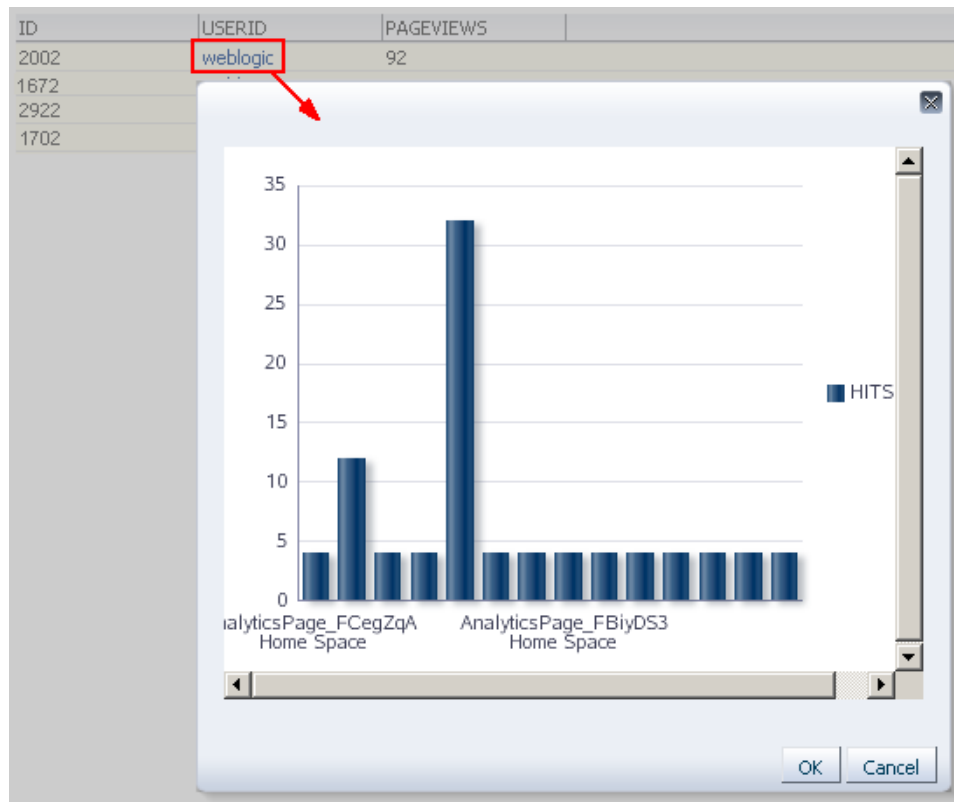 ID USERID PAGEVIEWS
2002 weblogic 92
1672
2922
1702
35
30
25
20
HITS
15
10
5
0
nalyticsPage_FCegZqA AnalyticsPage_FBiyDS3
Home Space Home Space
OK Cancel